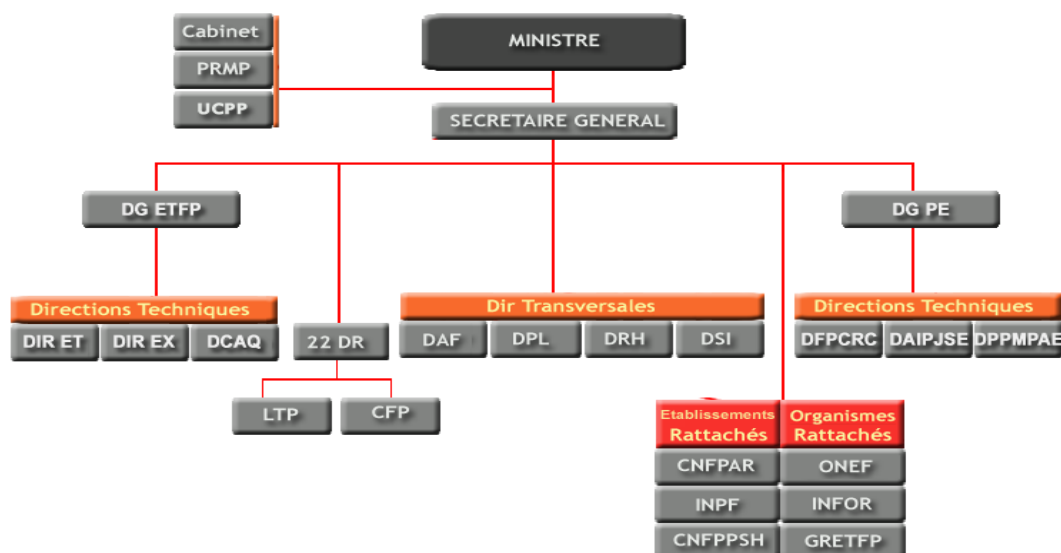 Cabinet
PRMP
UCPP
MINISTRE
SECRETAIRE GENERAL
DG ETFP
DG PE
Directions Techniques
DIR ET DIR EX DCAQ
22 DR
LTP CFP
Dir Transversales
DAF DPL DRH DSI
Directions Techniques
DFPCRC DAIPJSE DPPMPAE
Etablissements
Rattachés
Organismes
Rattachés
CNFPAR ONEF
INPF INFOR
CNFPPSH GRETFP